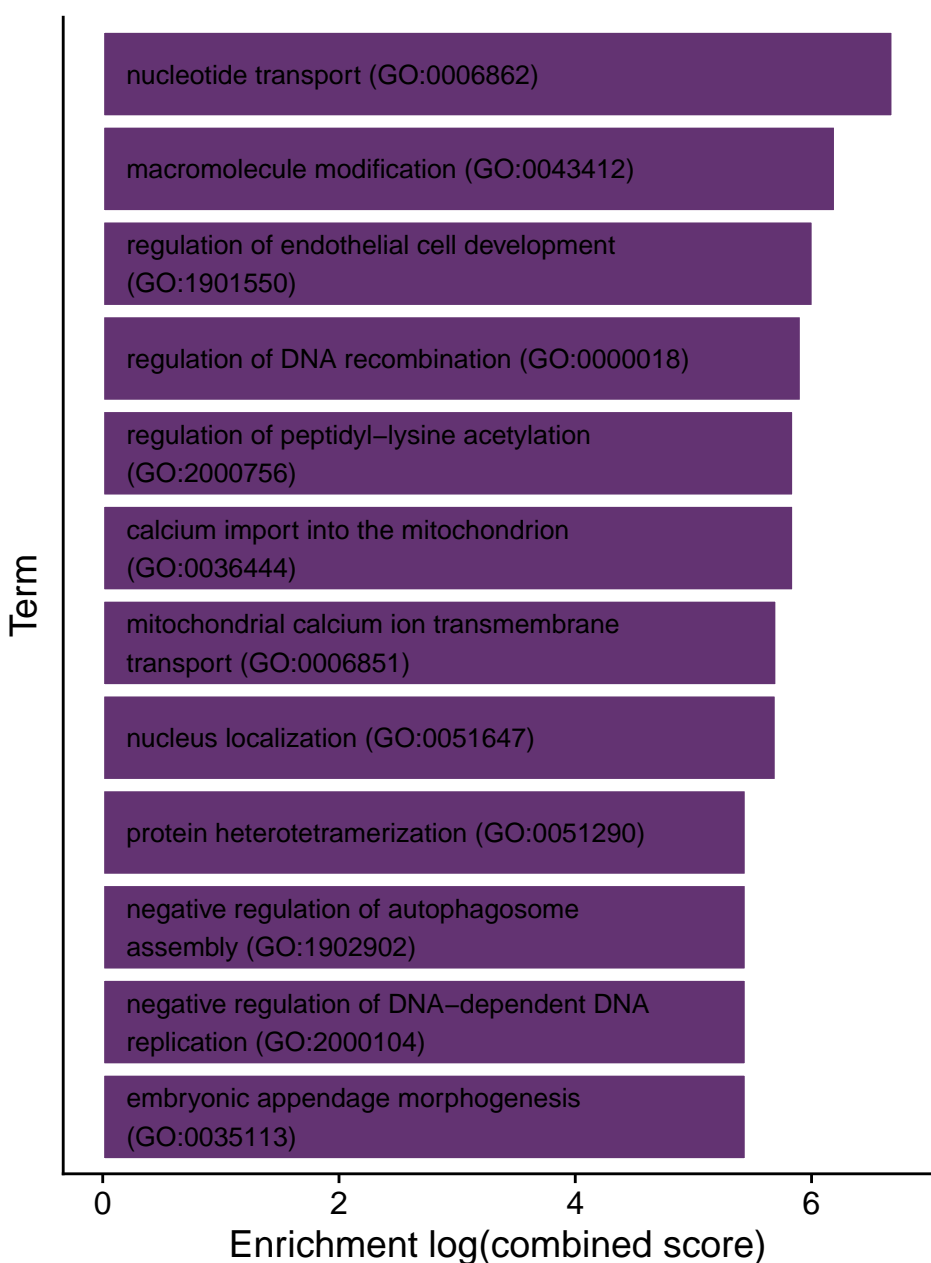 nucleotide transport (GO:0006862)
macromolecule modification (GO:0043412)
regulation of endothelial cell development
(GO:1901550)
regulation of DNA recombination (GO:0000018)
regulation of peptidyl−lysine acetylation
(GO:2000756)
calcium import into the mitochondrion
(GO:0036444)
mitochondrial calcium ion transmembrane
transport (GO:0006851)
nucleus localization (GO:0051647)
protein heterotetramerization (GO:0051290)
negative regulation of autophagosome
assembly (GO:1902902)
negative regulation of DNA−dependent DNA
replication (GO:2000104)
embryonic appendage morphogenesis
(GO:0035113)
Term
0 2 4 6
Enrichment log(combined score)